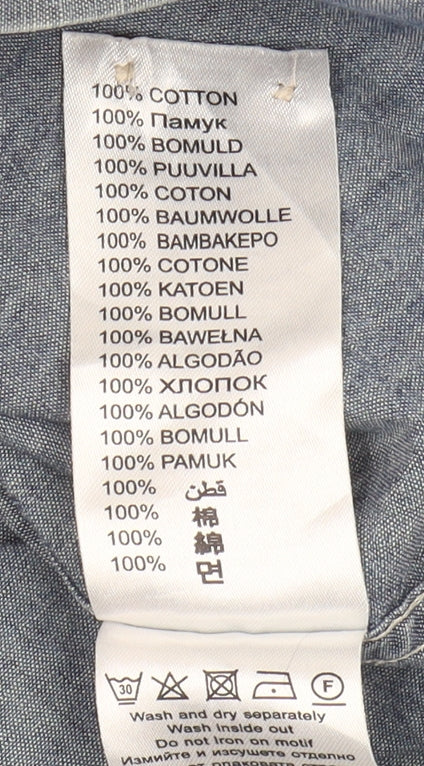 100% COTTON
100% Памук
100% BOMULD
100% PUUVILLA
100% COTON
100% BAUMWOLLE
100% BAMBAKEPO
100% COTONE
100% KATOEN
100% BOMULL
100% BAWEŁNA
100% ALGODÃO
100% ХЛОПОК
100% ALGODÓN
100% BOMULL
100% PAMUK
100% قطن
100% 棉
100% 綿
100% 면
30 F
Wash and dry separately
Wash inside out
Do not iron on motif
Измийте и изсушете отделно